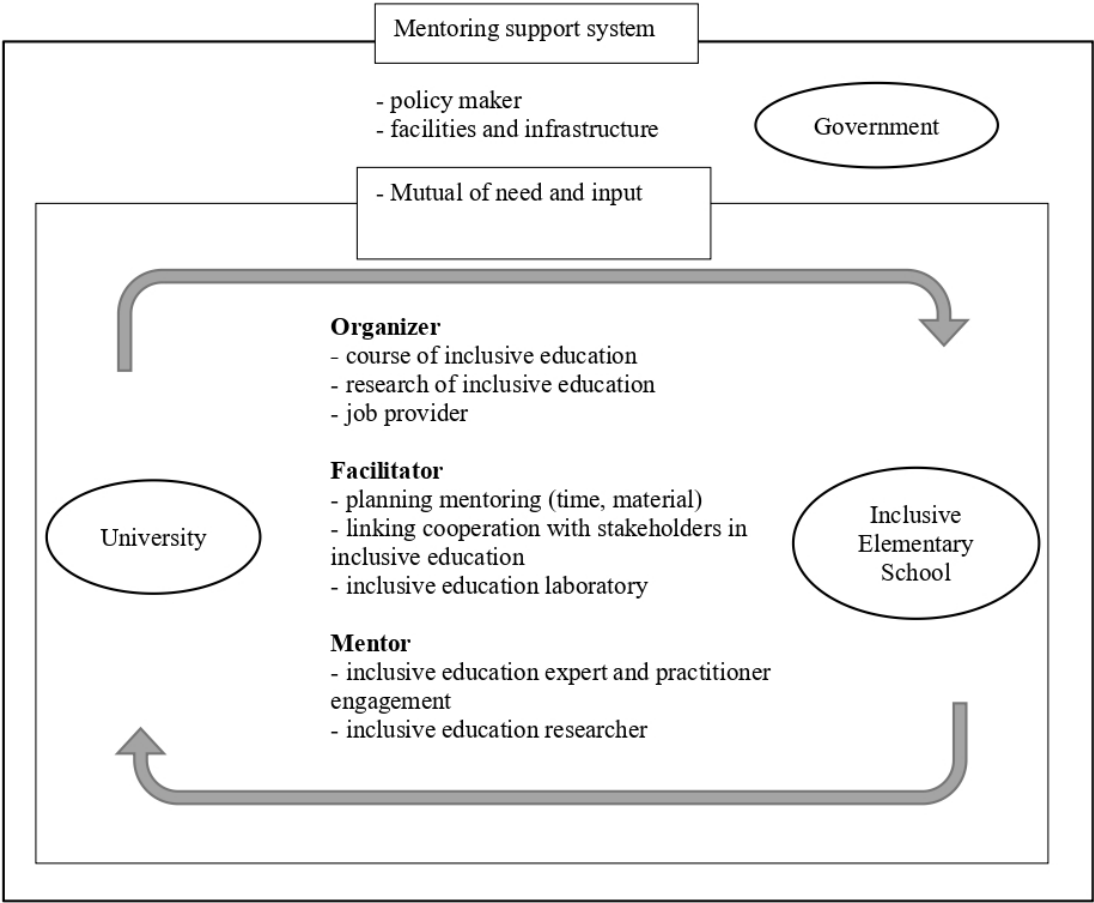 Mentoring support system
- policy maker
- facilities and infrastructure
Government
- Mutual of need and input
Organizer
- course of inclusive education
- research of inclusive education
- job provider
Facilitator
- planning mentoring (time, material)
- linking cooperation with stakeholders in
inclusive education
- inclusive education laboratory
University
Inclusive
Elementary
School
Mentor
- inclusive education expert and practitioner
engagement
- inclusive education researcher